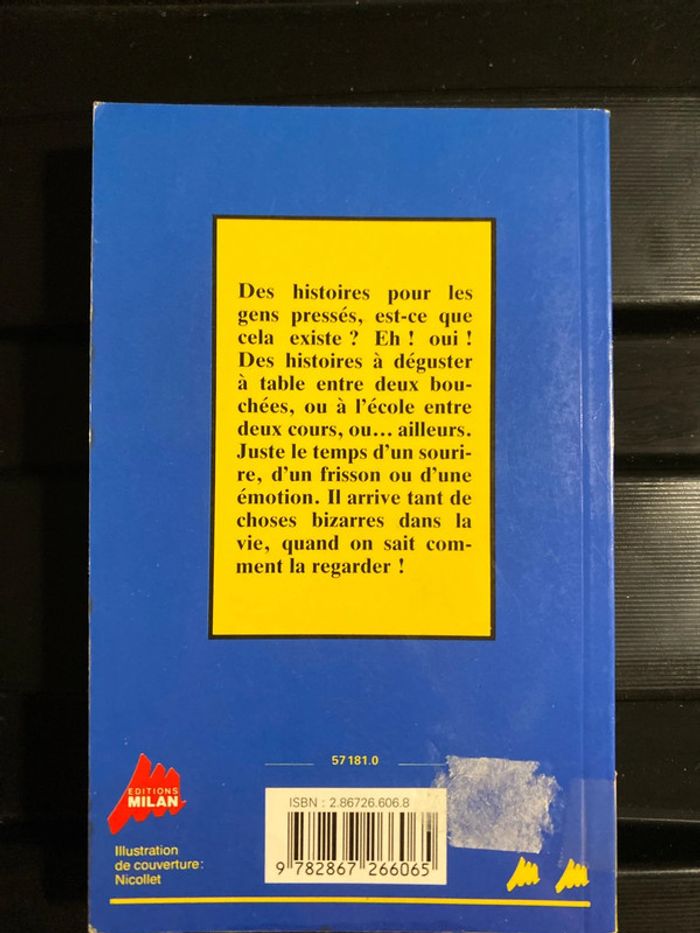 Des histoires pour les
gens pressés, est-ce que
cela existe ? Eh ! oui !
Des histoires à déguster
à table entre deux bou-
chées, ou à l'école entre
deux cours, ou... ailleurs.
Juste le temps d'un souri-
re, d'un frisson ou d'une
émotion. Il arrive tant de
choses bizarres dans la
vie, quand on sait com-
ment la regarder !
57181.0
EDITIONS
MILAN
ISBN : 2.86726.606.8
Illustration
de couverture:
Nicollet
9 782867 266065